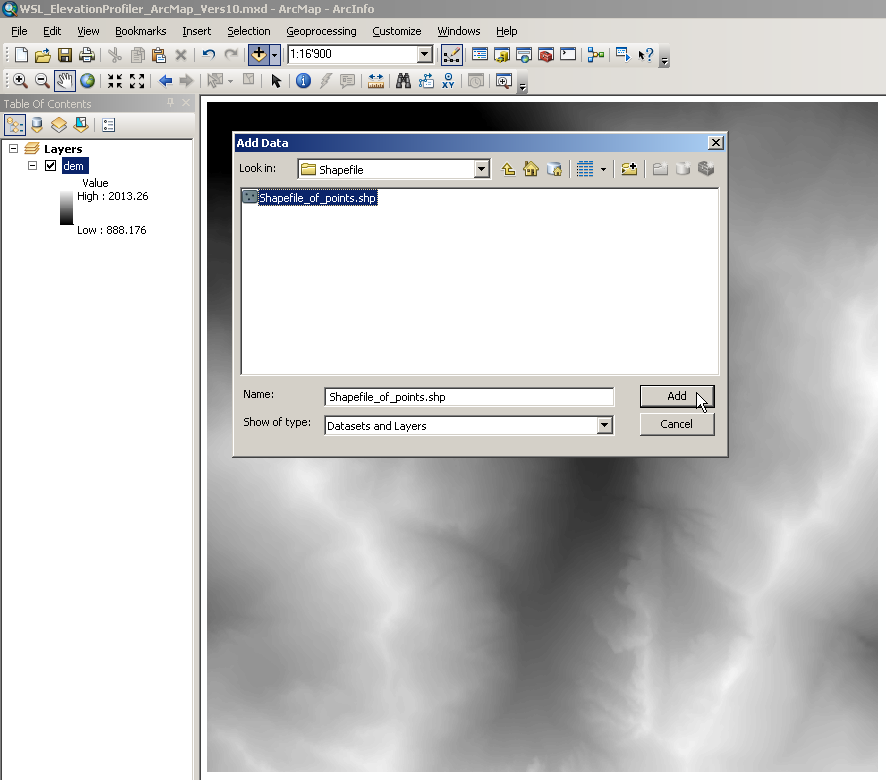 WSL_ElevationProfiler_ArcMap_Vers10.mxd - ArcMap - ArcInfo
File Edit View Bookmarks Insert Selection Geoprocessing Customize Windows Help
1:16'900
XY
Table Of Contents
Layers
dem
Value
High : 2013.26
Low : 888.176
Add Data
Look in: Shapefile
Shapefile_of_points.shp
Name: Shapefile_of_points.shp
Add
Show of type: Datasets and Layers
Cancel